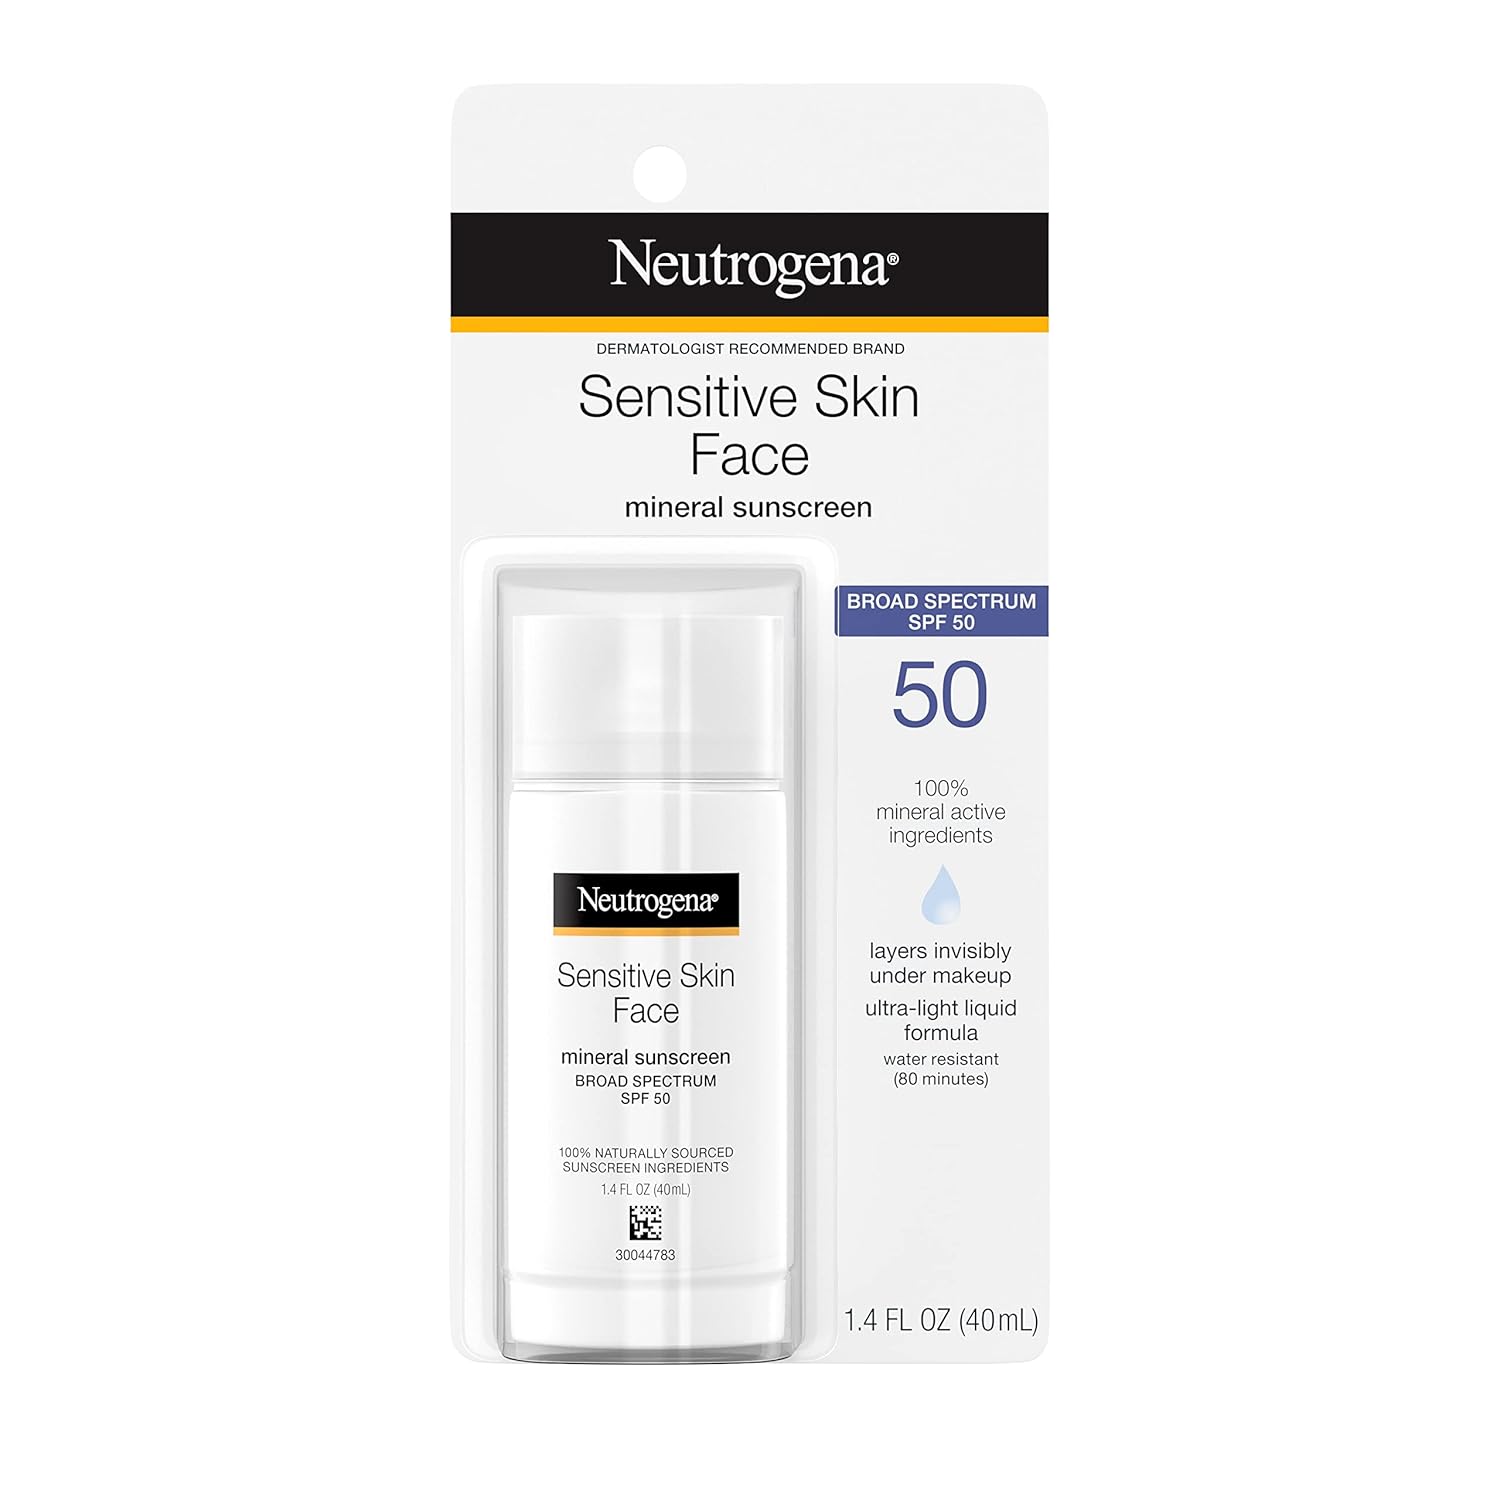 Neutrogena®
DERMATOLOGIST RECOMMENDED BRAND
Sensitive Skin
Face
mineral sunscreen
BROAD SPECTRUM
SPF 50
50
100%
mineral active
ingredients
layers invisibly
under makeup
ultra-light liquid
formula
water resistant
(80 minutes)
1.4 FL OZ (40mL)
Neutrogena®
Sensitive Skin
Face
mineral sunscreen
BROAD SPECTRUM
SPF 50
100% NATURALLY SOURCED
SUNSCREEN INGREDIENTS
1.4 FL OZ (40mL)
30044783